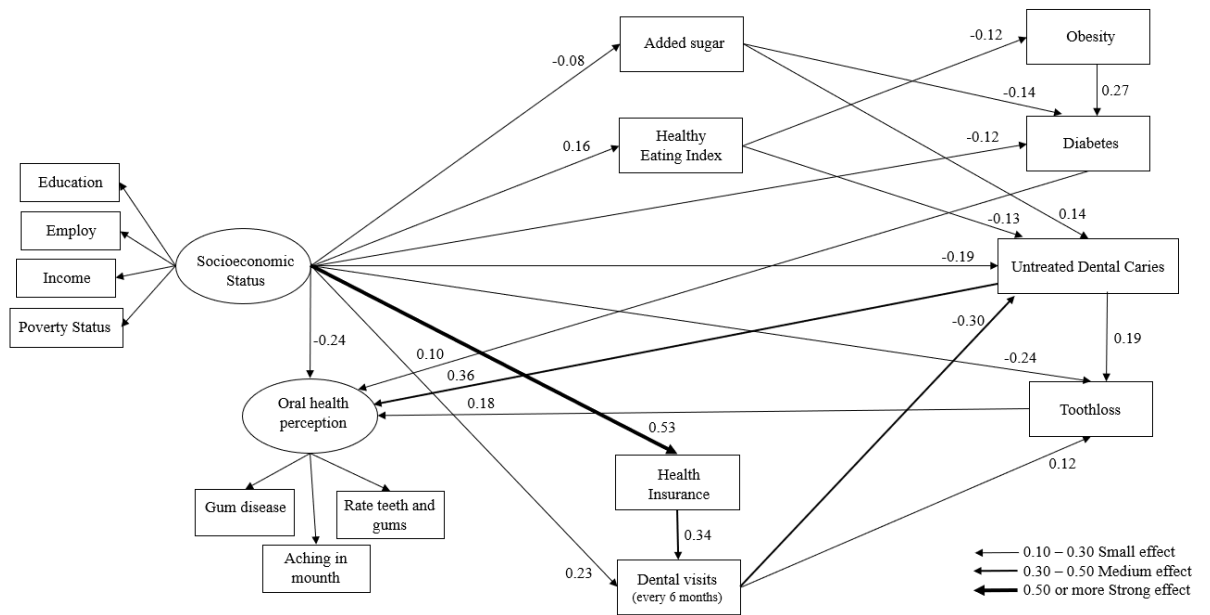 Added sugar
Obesity
-0.12
-0.08
-0.14
0.27
Healthy
Eating Index
Diabetes
-0.12
0.16
Education
Employ
Income
Poverty Status
Socioeconomic
Status
-0.13
0.14
-0.19
Untreated Dental Caries
-0.24
0.10
0.36
-0.30
-0.24
0.19
Oral health
perception
0.18
Toothloss
0.53
0.12
Health
Insurance
Gum disease
Rate teeth and
gums
Aching in
mounth
0.34
0.23
Dental visits
(every 6 months)
0.10 – 0.30 Small effect
0.30 – 0.50 Medium effect
0.50 or more Strong effect